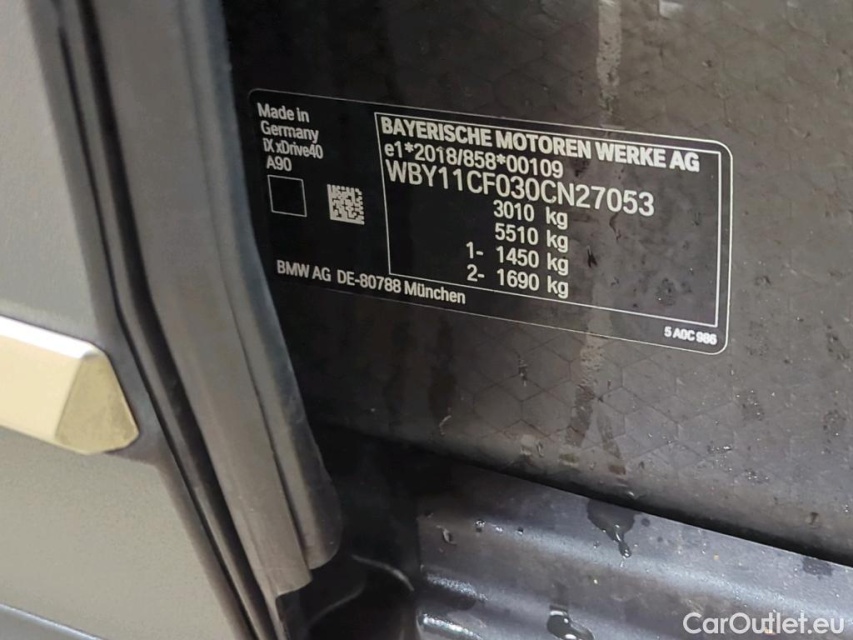 Made in
Germany
IX xDrive40
A90
BMW AG DE-80788 München
BAYERISCHE MOTOREN WERKE AG
e1*2018/858*00109
WBY11CF030CN27053
3010 kg
5510 kg
1- 1450 kg
2- 1690 kg
5 A0C 986
CarOutlet.eu